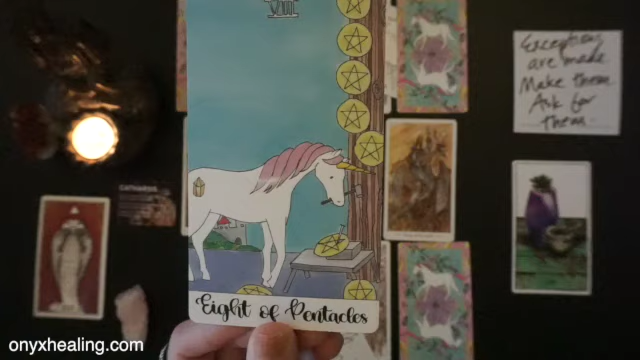 VIII
Exceptions
are made
Make them
Ask for
Them
CATHARSIS
Eight of Pentacles
onyxhealing.com